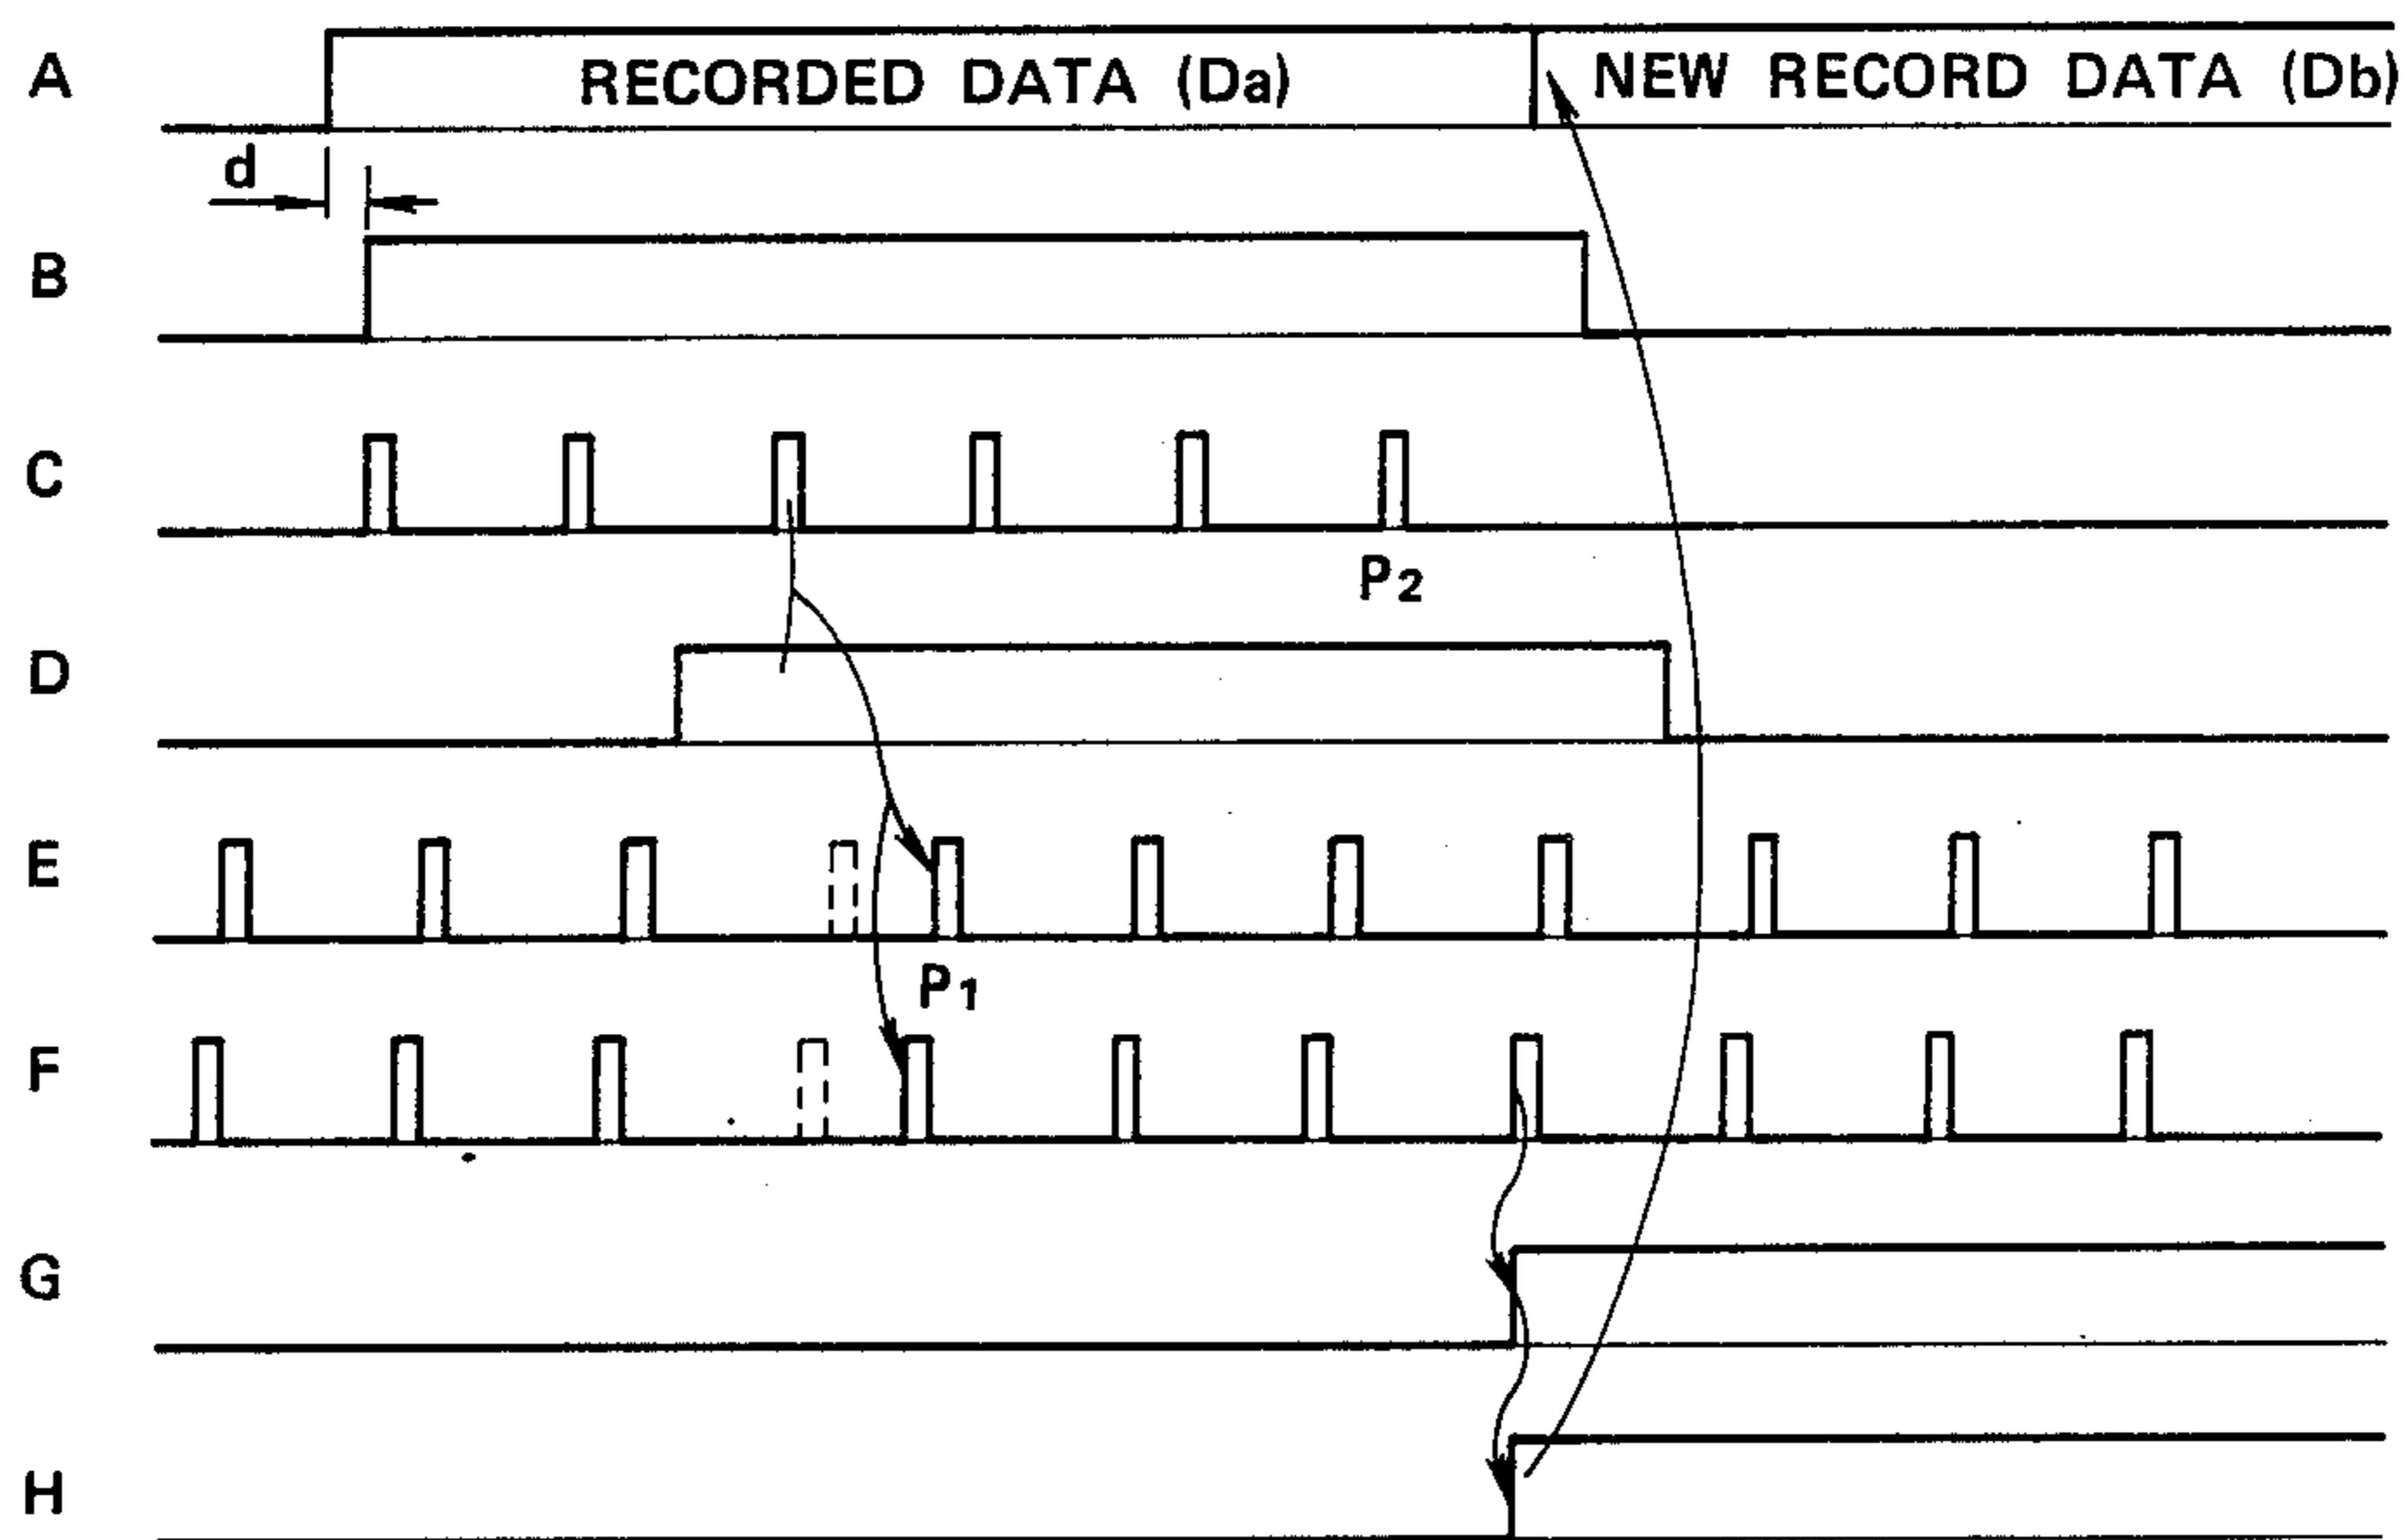 A RECORDED DATA (Da) NEW RECORD DATA (Db)
d
B
C
P2
D
E
P1
F
G
H